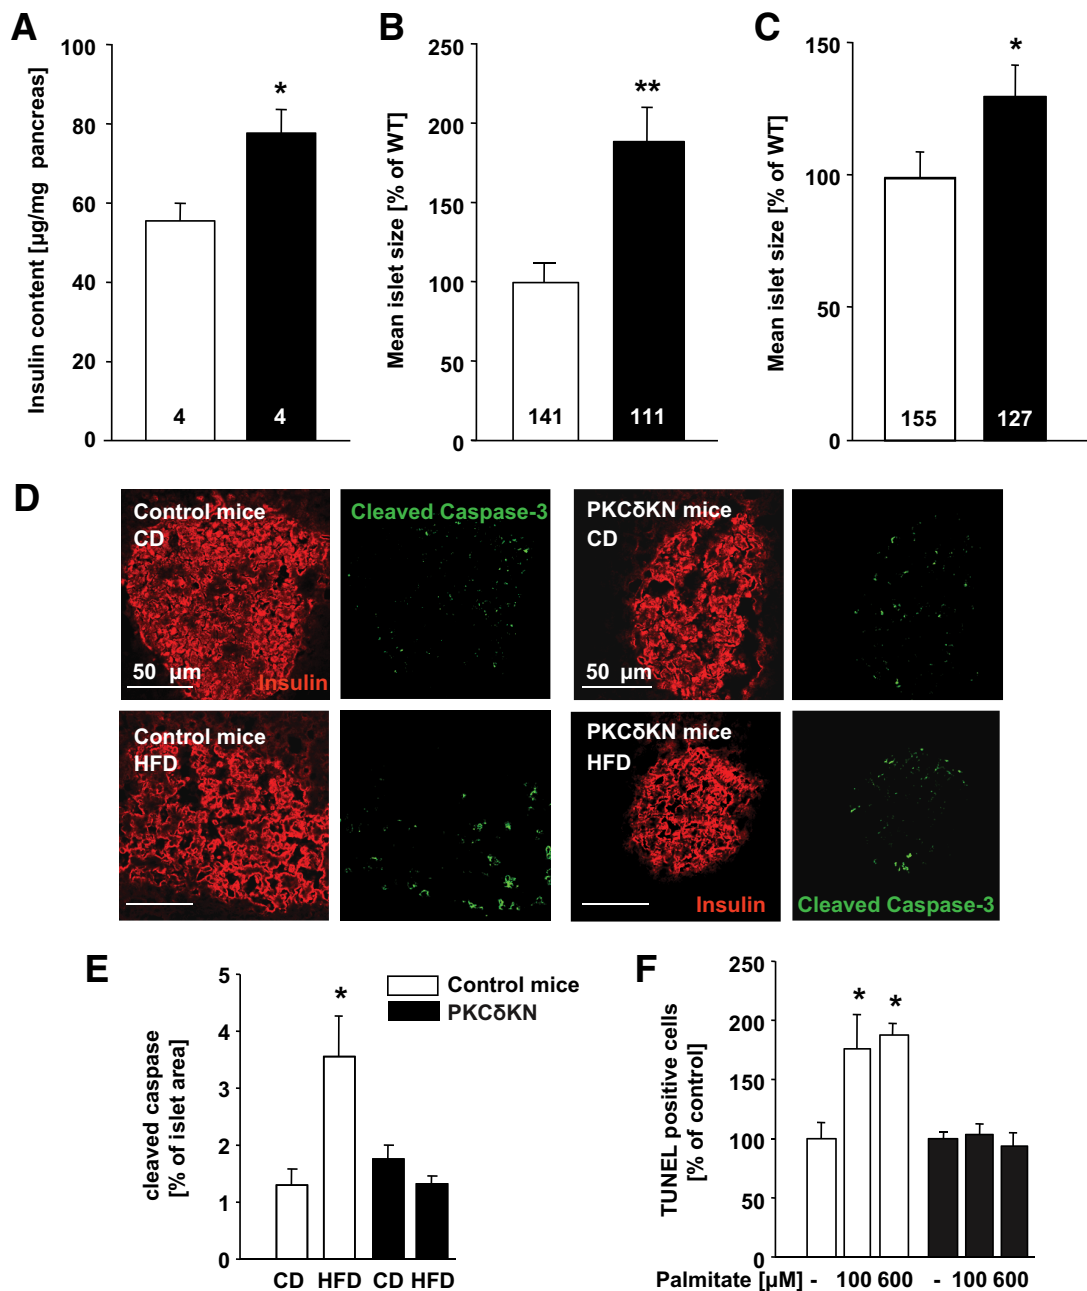 A
Insulin content [µg/mg pancreas]
100
80
60
40
20
0
4
4
*
B
Mean islet size [% of WT]
250
200
150
100
50
0
141
111
**
C
Mean islet size [% of WT]
150
100
50
0
155
127
*
D
Control mice
CD
50 µm
Insulin
Cleaved Caspase-3
PKCδKN mice
CD
50 µm
Control mice
HFD
PKCδKN mice
HFD
Insulin
Cleaved Caspase-3
E
cleaved caspase
[% of islet area]
5
4
3
2
1
0
*
CD HFD CD HFD
Control mice
PKCδKN
F
TUNEL positive cells
[% of control]
250
200
150
100
50
0
* *
Palmitate [µM] - 100 600 - 100 600